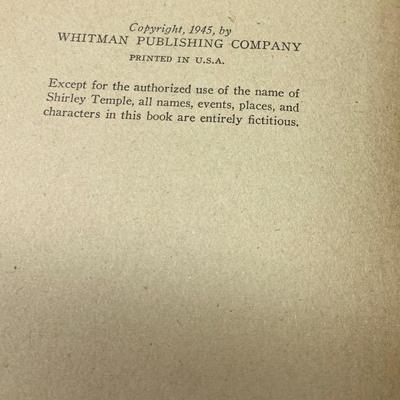 Copyright, 1945, by
WHITMAN PUBLISHING COMPANY
PRINTED IN U.S.A.
Except for the authorized use of the name of
Shirley Temple, all names, events, places, and
characters in this book are entirely fictitious.